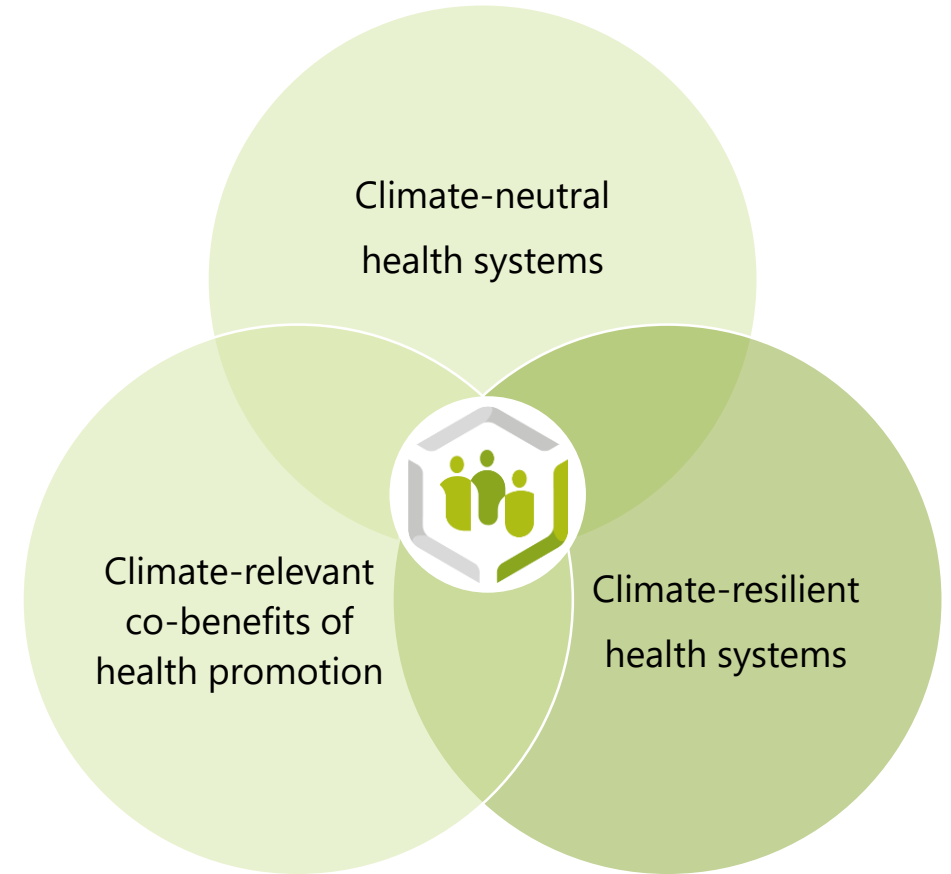 Climate-neutral
health systems
Climate-relevant
co-benefits of
health promotion
Climate-resilient
health systems